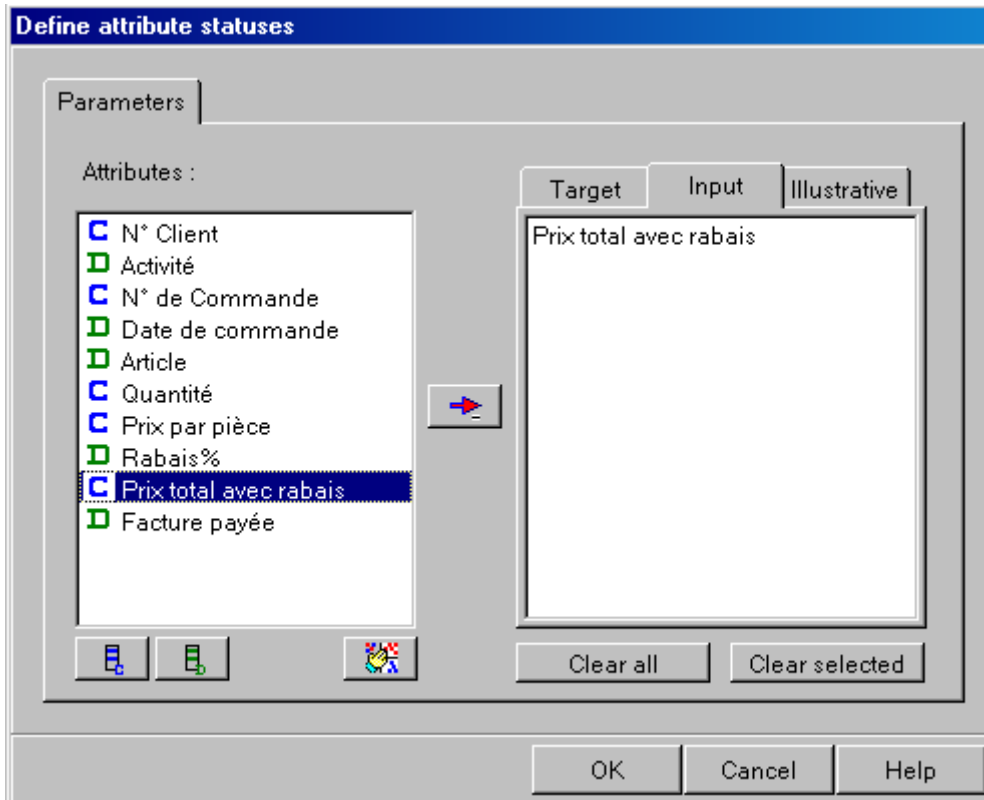 Define attribute statuses
Parameters
Attributes :
C N° Client
D Activité
C N° de Commande
D Date de commande
D Article
C Quantité
C Prix par pièce
D Rabais%
C Prix total avec rabais
D Facture payée
C
D
Target Input Illustrative
Prix total avec rabais
Clear all Clear selected
OK Cancel Help